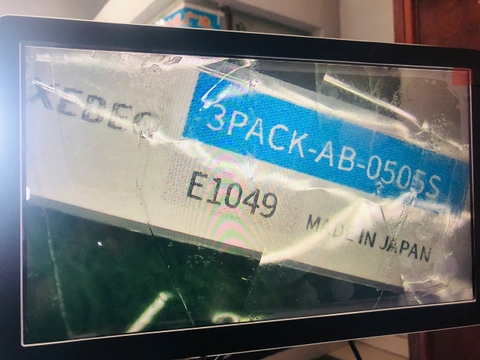 XEBEC
3PACK-AB-0505S
E1049
MADE IN JAPAN